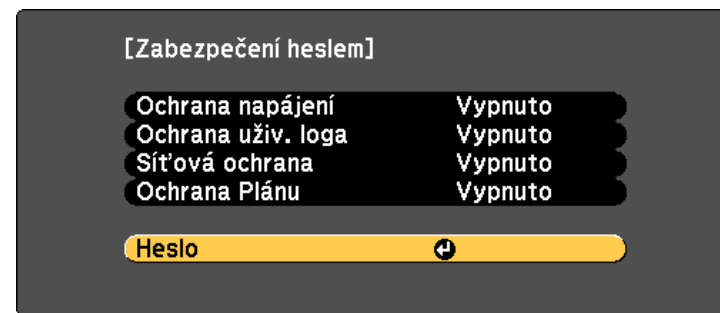 [Zabezpečení heslem]
Ochrana napájení Vypnuto
Ochrana uživ. loga Vypnuto
Síťová ochrana Vypnuto
Ochrana Plánu Vypnuto
Heslo